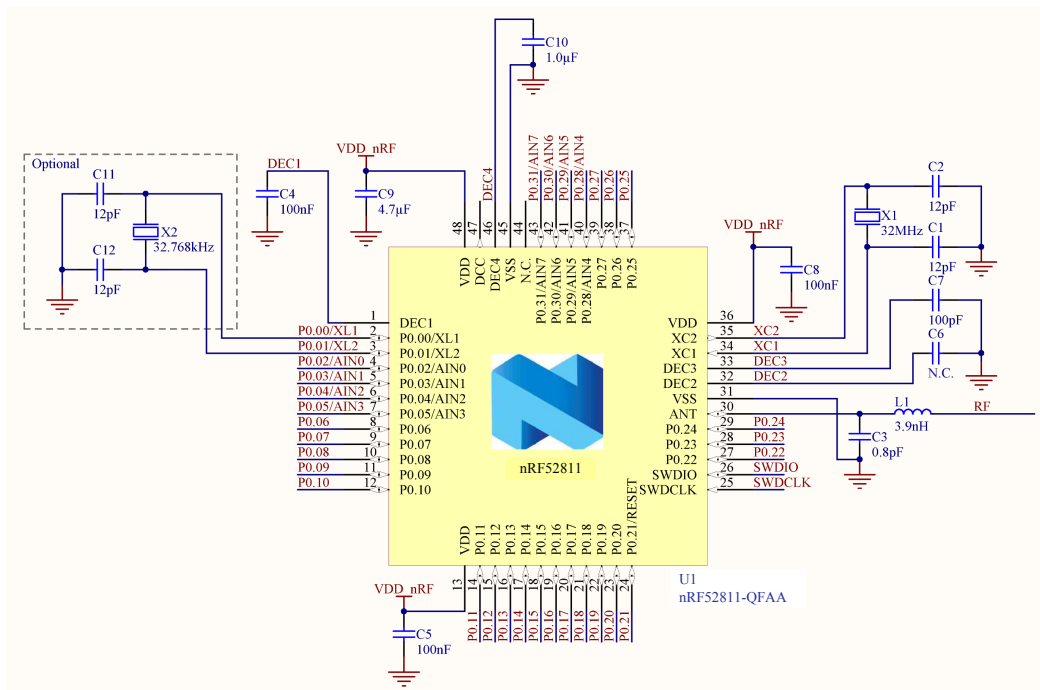 C10
1.0µF
Optional
C11
12pF
X2
32.768kHz
C12
12pF
DEC1
C4
100nF
VDD_nRF
C9
4.7µF
DEC4
P0.31/AIN7
P0.30/AIN6
P0.29/AIN5
P0.28/AIN4
P0.27
P0.26
P0.25
48
47
46
45
44
43
42
41
40
39
38
37
VDD
DCC
DEC4
VSS
N.C.
P0.31/AIN7
P0.30/AIN6
P0.29/AIN5
P0.28/AIN4
P0.27
P0.26
P0.25
C2
12pF
X1
32MHz
C1
12pF
VDD_nRF
C8
100nF
C7
100pF
C6
N.C.
1 DEC1
P0.00/XL1 2 P0.00/XL1
P0.01/XL2 3 P0.01/XL2
P0.02/AIN0 4 P0.02/AIN0
P0.03/AIN1 5 P0.03/AIN1
P0.04/AIN2 6 P0.04/AIN2
P0.05/AIN3 7 P0.05/AIN3
P0.06 8 P0.06
P0.07 9 P0.07
P0.08 10 P0.08
P0.09 11 P0.09
P0.10 12 P0.10
nRF52811
VDD 36
XC2 35 XC2
XC1 34 XC1
DEC3 33 DEC3
DEC2 32 DEC2
VSS 31
ANT 30
P0.24 29 P0.24
P0.23 28 P0.23
P0.22 27 P0.22
SWDIO 26 SWDIO
SWDCLK 25 SWDCLK
L1
3.9nH
RF
C3
0.8pF
VDD
P0.11
P0.12
P0.13
P0.14
P0.15
P0.16
P0.17
P0.18
P0.19
P0.20
P0.21/RESET
13
14
15
16
17
18
19
20
21
22
23
24
P0.11
P0.12
P0.13
P0.14
P0.15
P0.16
P0.17
P0.18
P0.19
P0.20
P0.21
VDD_nRF
C5
100nF
U1
nRF52811-QFAA